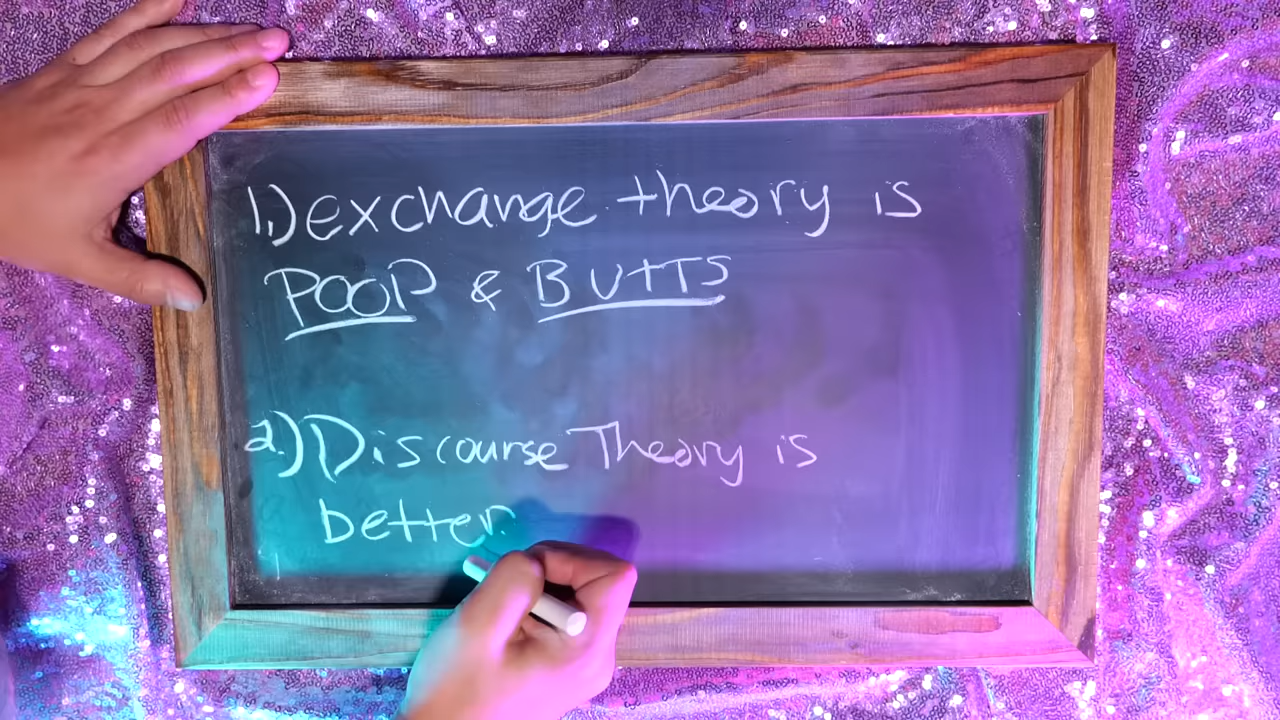 1.) exchange theory is
POOP & BUTTS
2.) Discourse Theory is
better